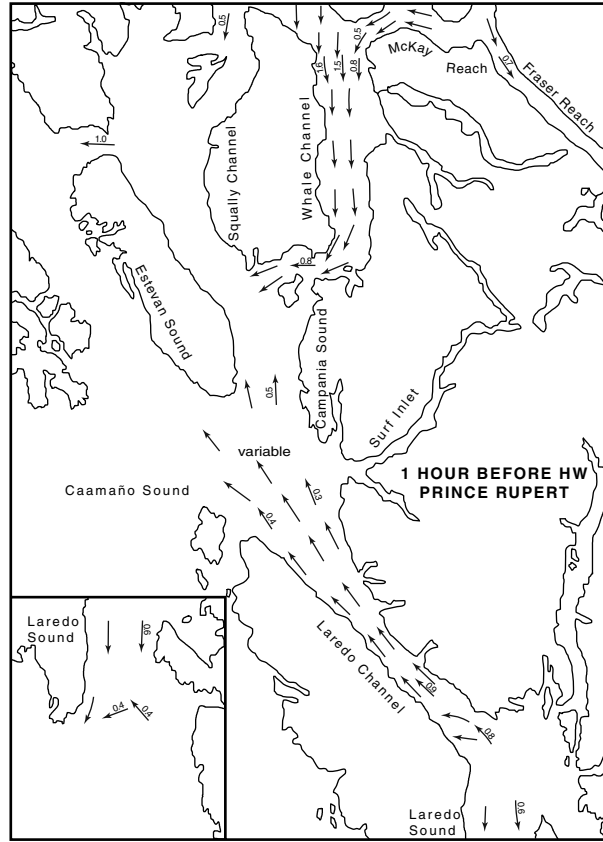 0.5
0.5
McKay
Reach
0.7
Fraser Reach
1.6
1.5
0.8
1.0
Squally Channel
Whale Channel
0.8
Estevan Sound
Campania Sound
0.5
Surf Inlet
variable
1 HOUR BEFORE HW
PRINCE RUPERT
Caamaño Sound
0.3
0.4
Laredo Channel
0.9
0.8
Laredo
Sound
0.6
0.4
0.4
Laredo
Sound
0.6